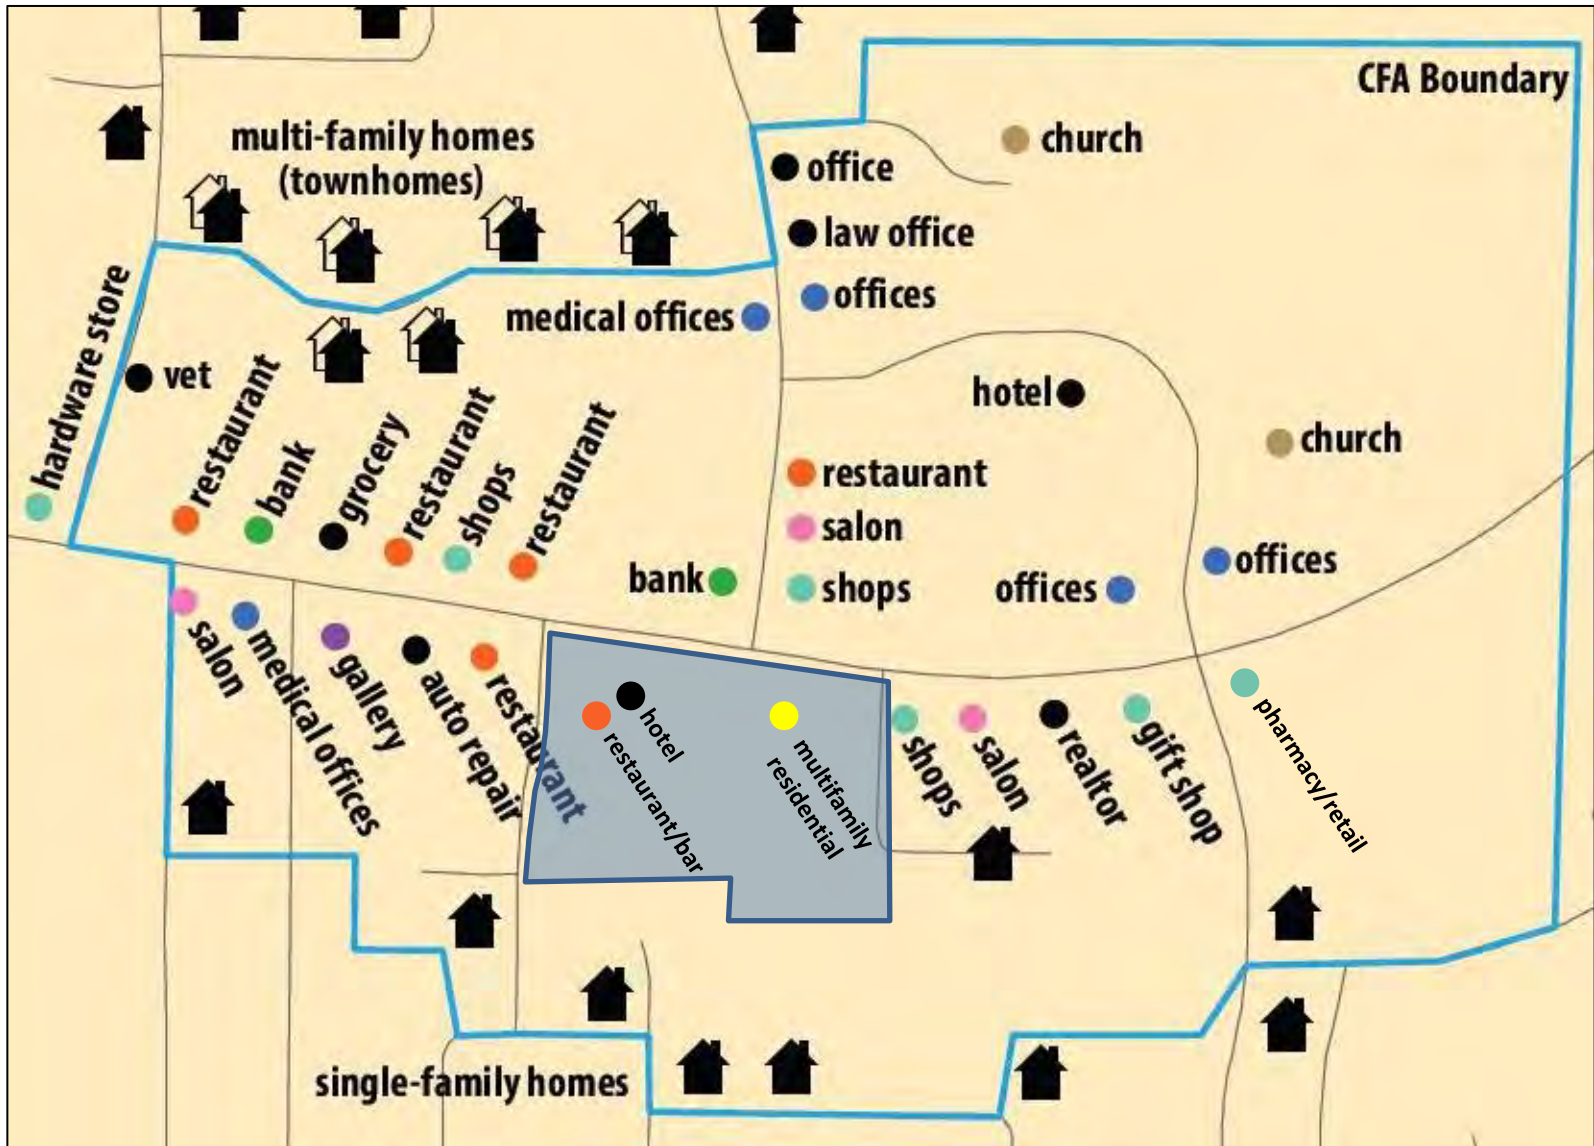 CFA Boundary
church
multi-family homes
(townhomes)
office
law office
offices
medical offices
hardware store
vet
restaurant
bank
grocery
restaurant
shops
restaurant
hotel
church
restaurant
salon
shops
bank
offices
offices
salon
medical offices
gallery
auto repair
restaurant
hotel
restaurant/bar
multifamily
residential
shops
salon
realtor
gift shop
pharmacy/retail
single-family homes